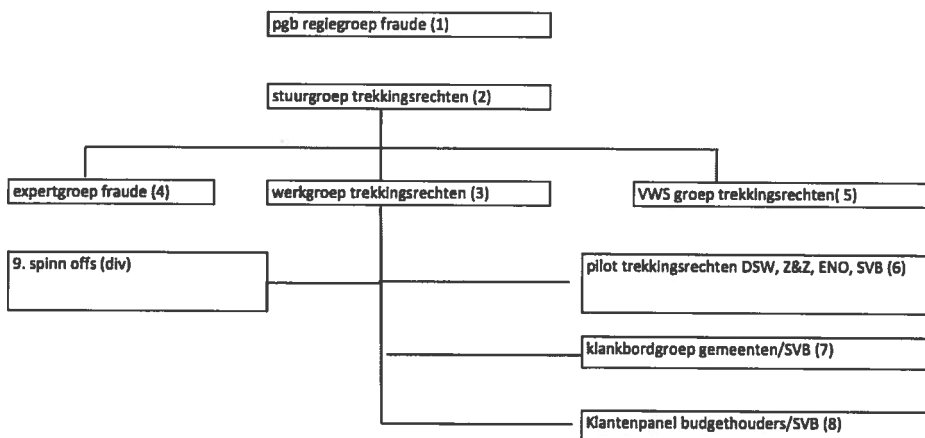 pgb regiegroep fraude (1)
stuurgroep trekkingsrechten (2)
expertgroep fraude (4)
werkgroep trekkingsrechten (3)
VWS groep trekkingsrechten( 5)
9. spinn offs (div)
pilot trekkingsrechten DSW, Z&Z, ENO, SVB (6)
klankbordgroep gemeenten/SVB (7)
Klantenpanel budgethouders/SVB (8)